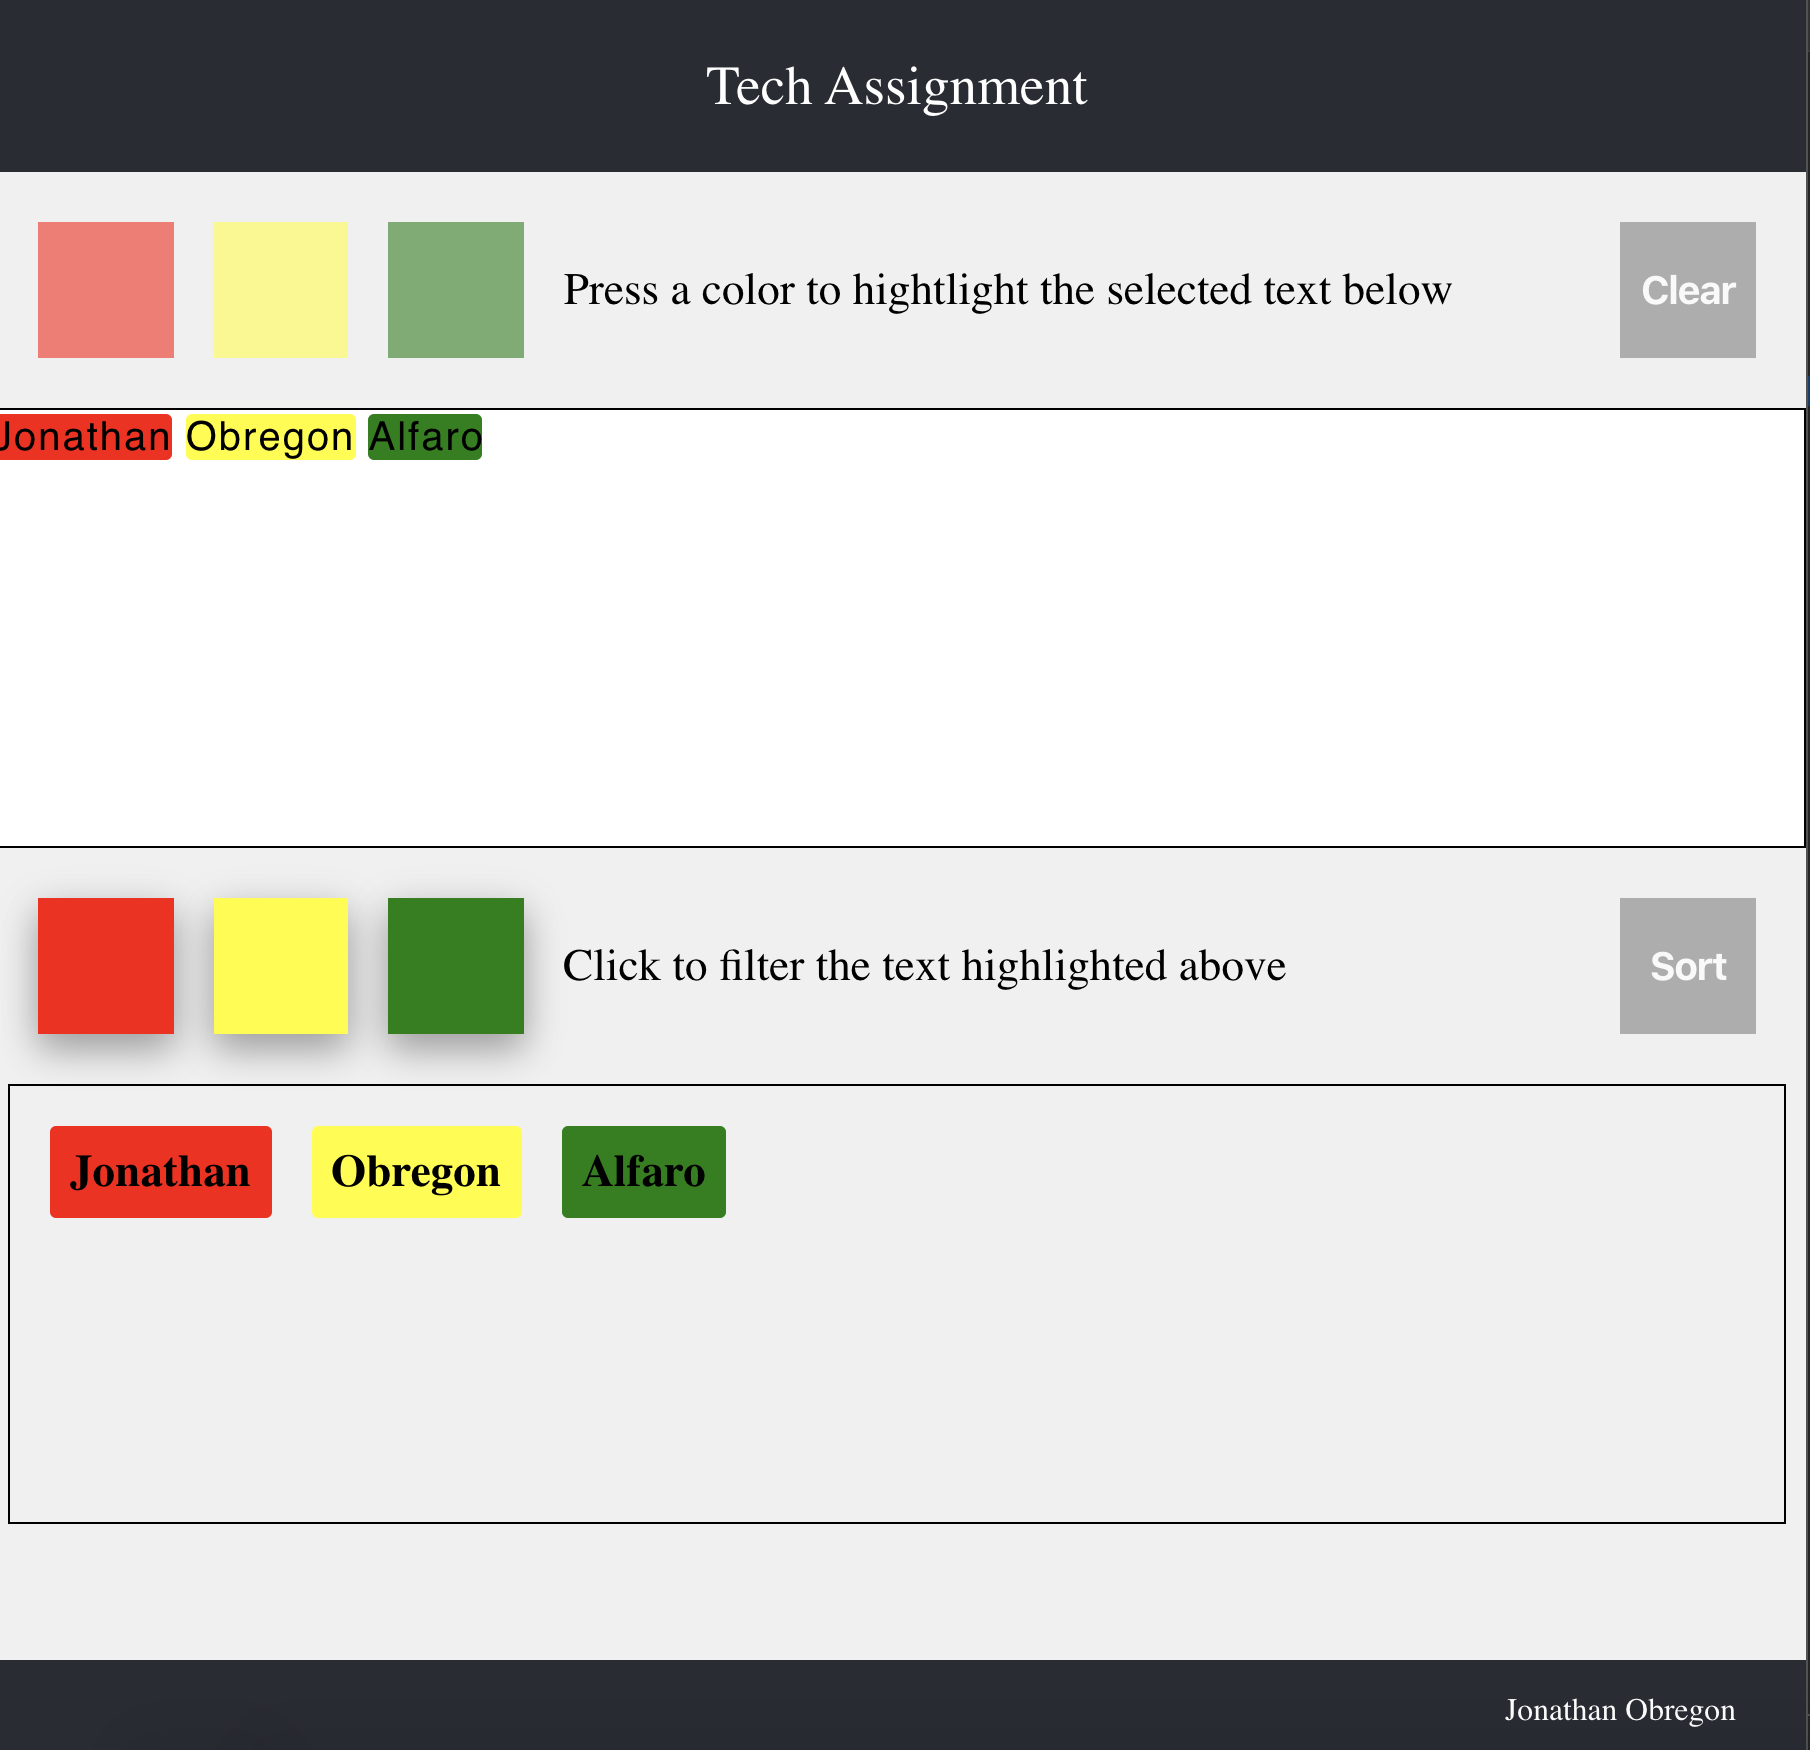 Tech Assignment
Press a color to hightlight the selected text below
Clear
Jonathan Obregon Alfaro
Click to filter the text highlighted above
Sort
Jonathan Obregon Alfaro
Jonathan Obregon